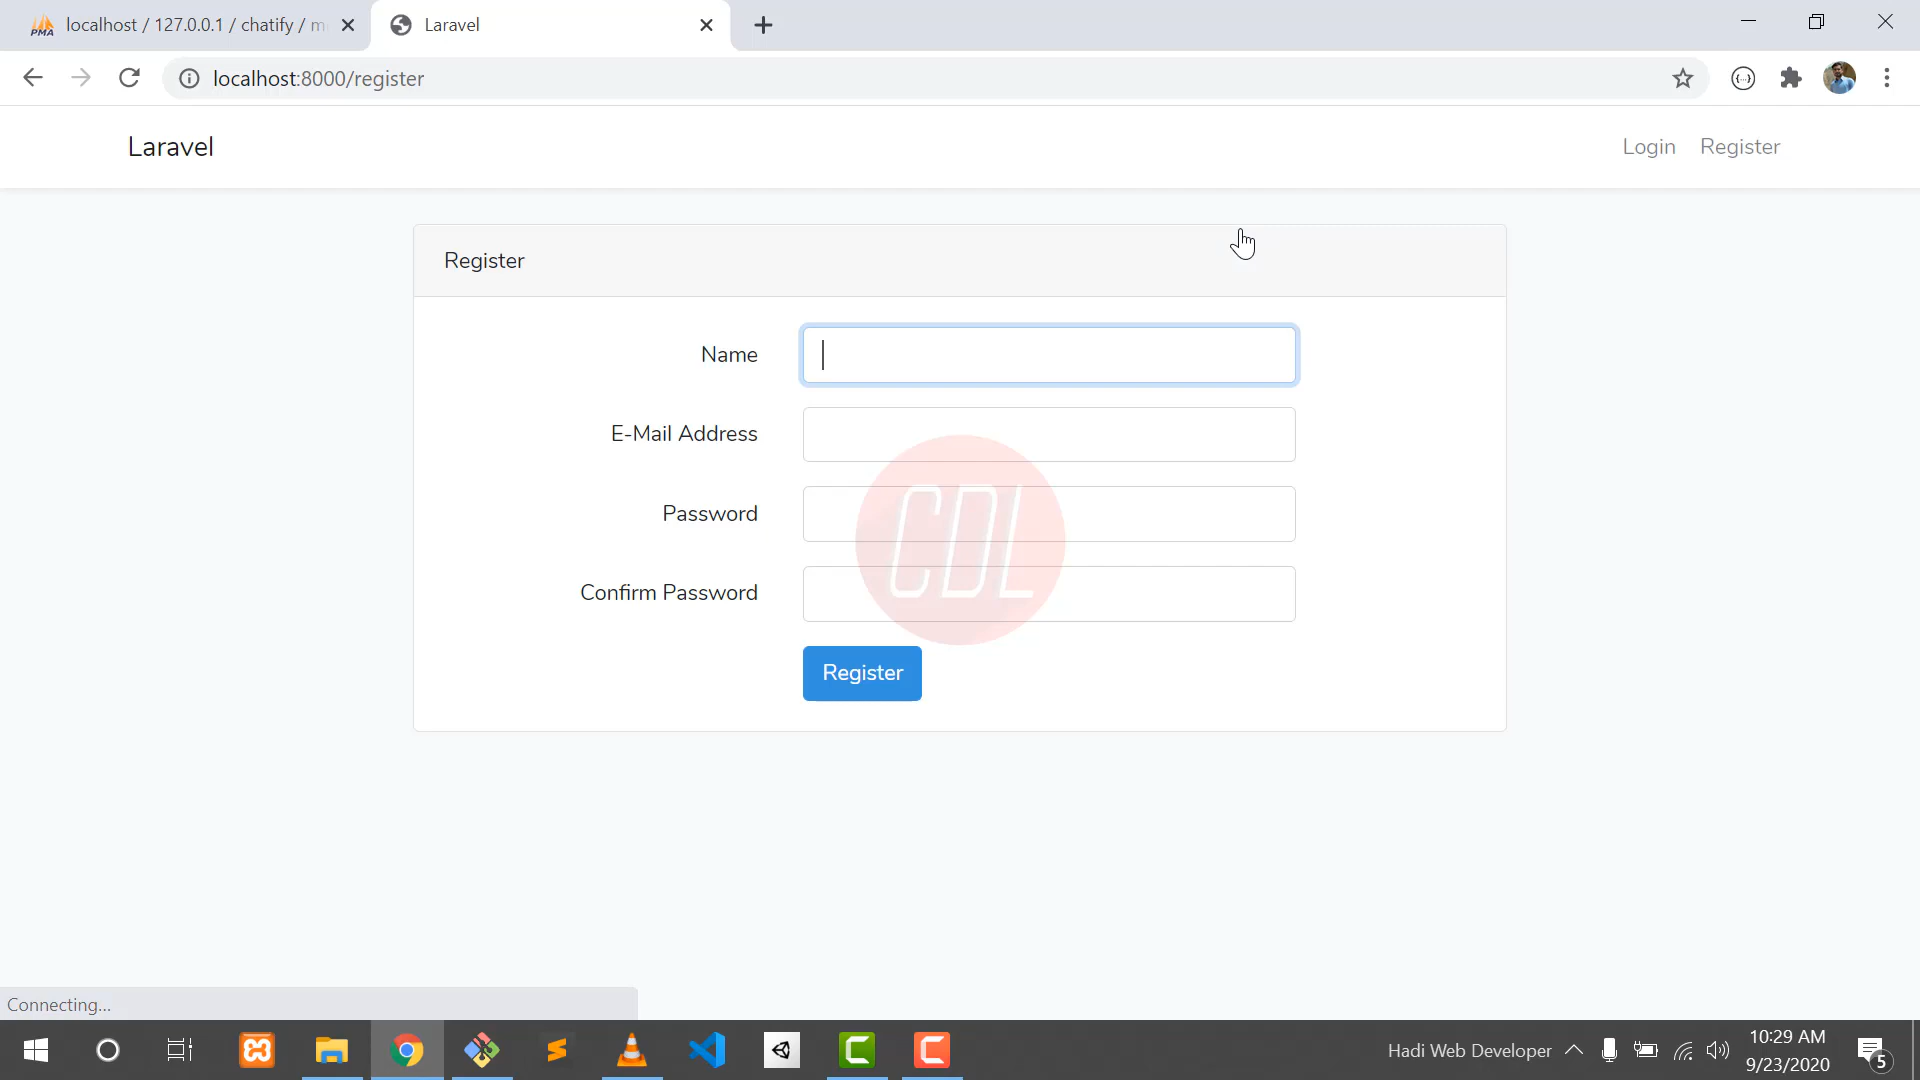 localhost / 127.0.0.1 / chatify / m
Laravel
localhost:8000/register
Laravel
Login
Register
Register
Name
E-Mail Address
Password
Confirm Password
Register
CDL
Connecting...
PMA
Hadi Web Developer
10:29 AM
9/23/2020
5